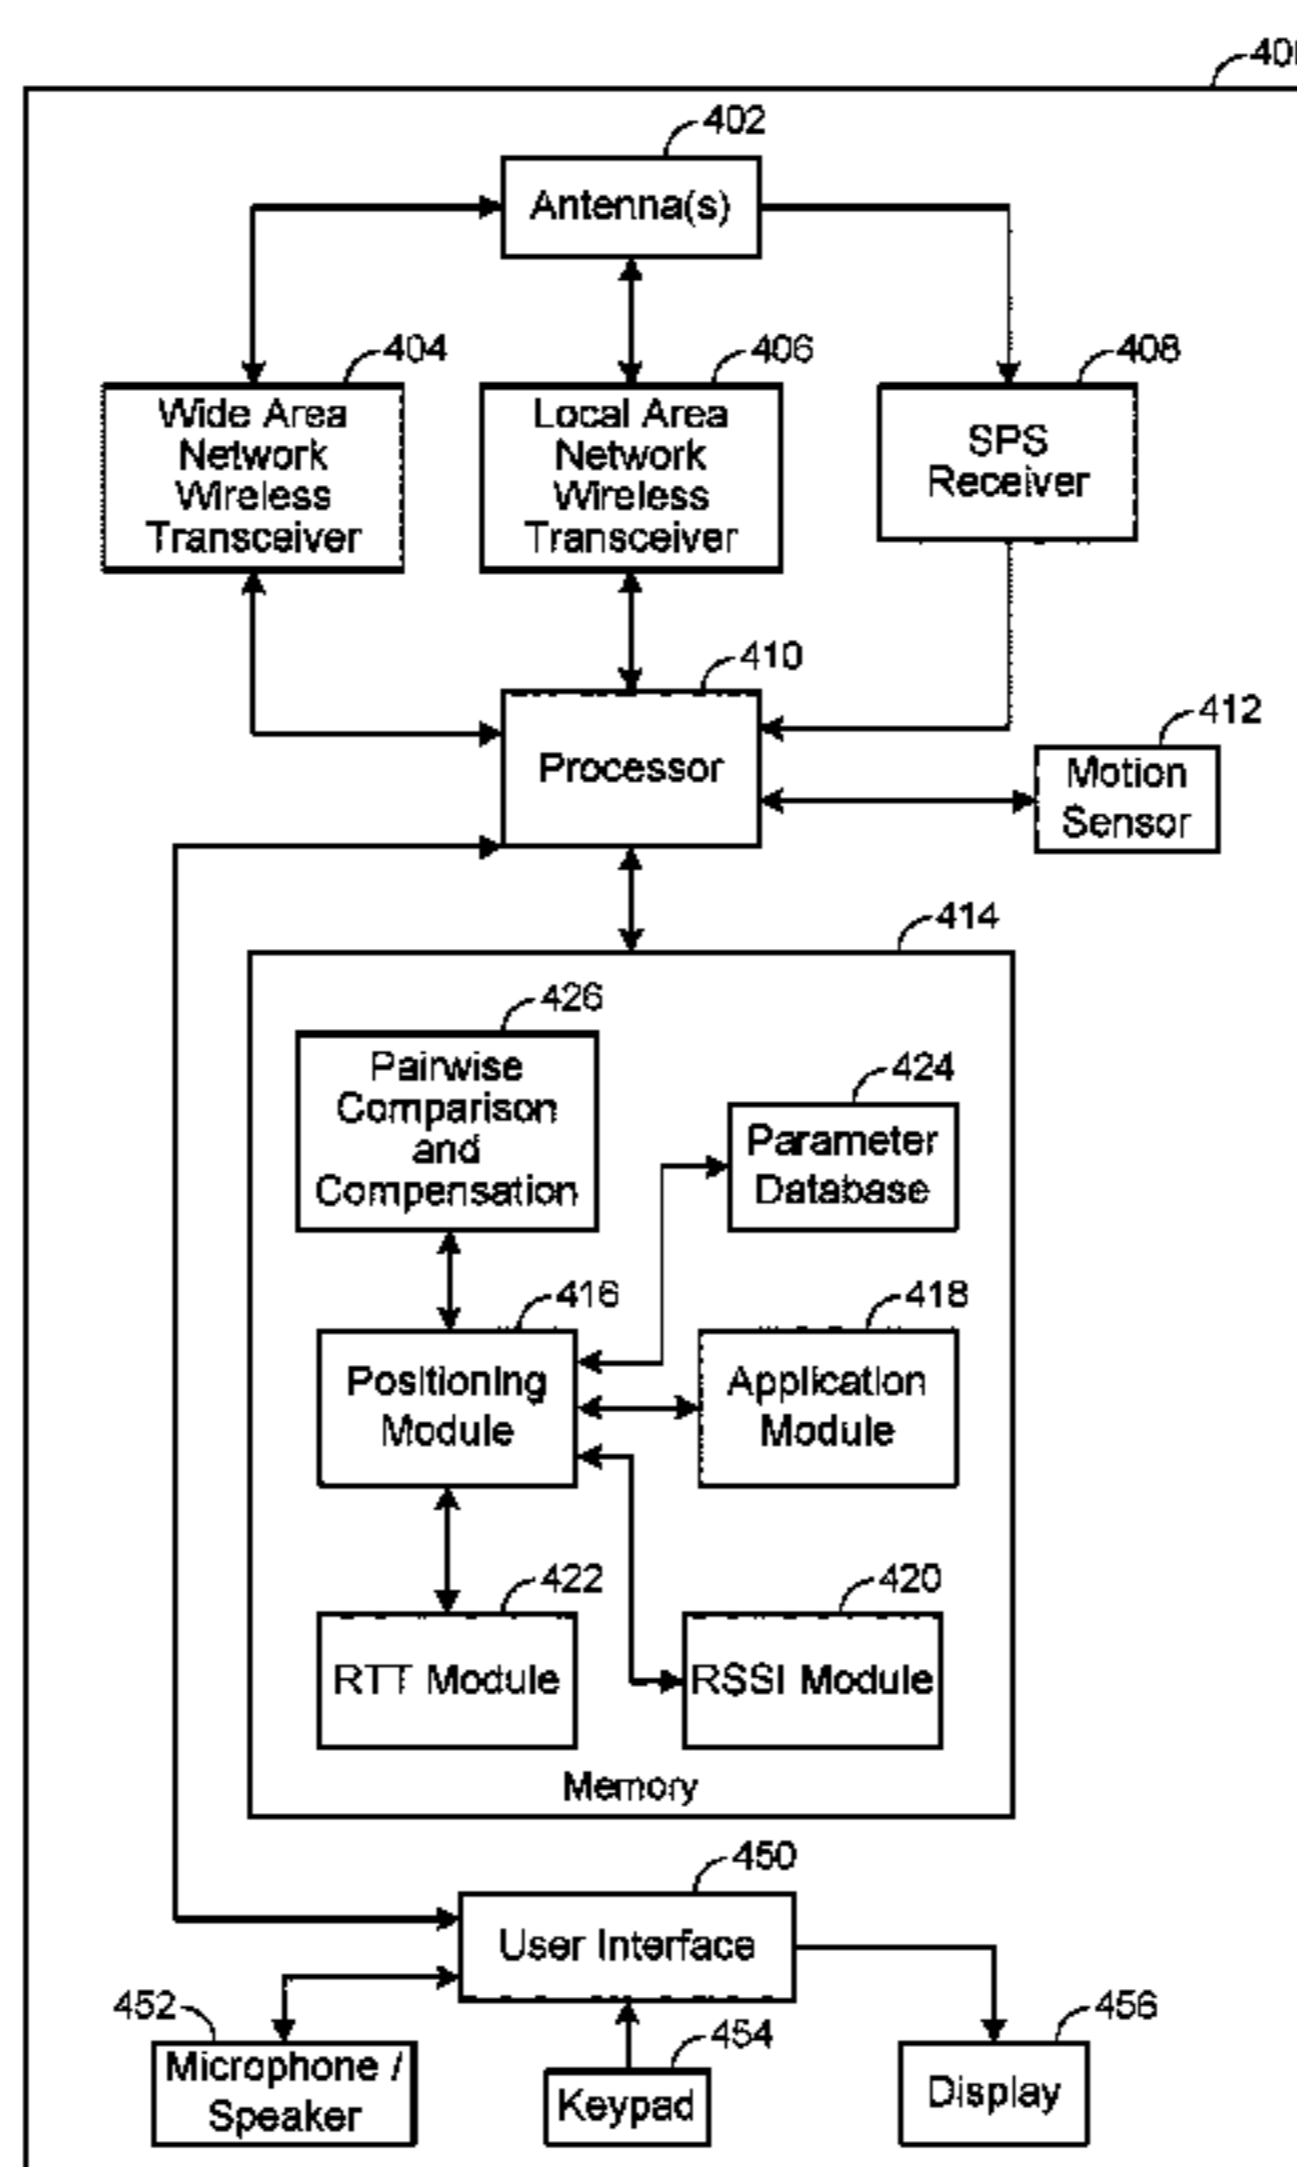 402
Antenna(s)
404
406
408
Wide Area
Network
Wireless
Transceiver
Local Area
Network
Wireless
Transceiver
SPS
Receiver
410
412
Processor
Motion
Sensor
414
426
424
Pairwise
Comparison
and
Compensation
Parameter
Database
416
418
Positioning
Module
Application
Module
422
420
RTT Module
RSSI Module
Memory
450
User Interface
452
454
456
Microphone /
Speaker
Keypad
Display